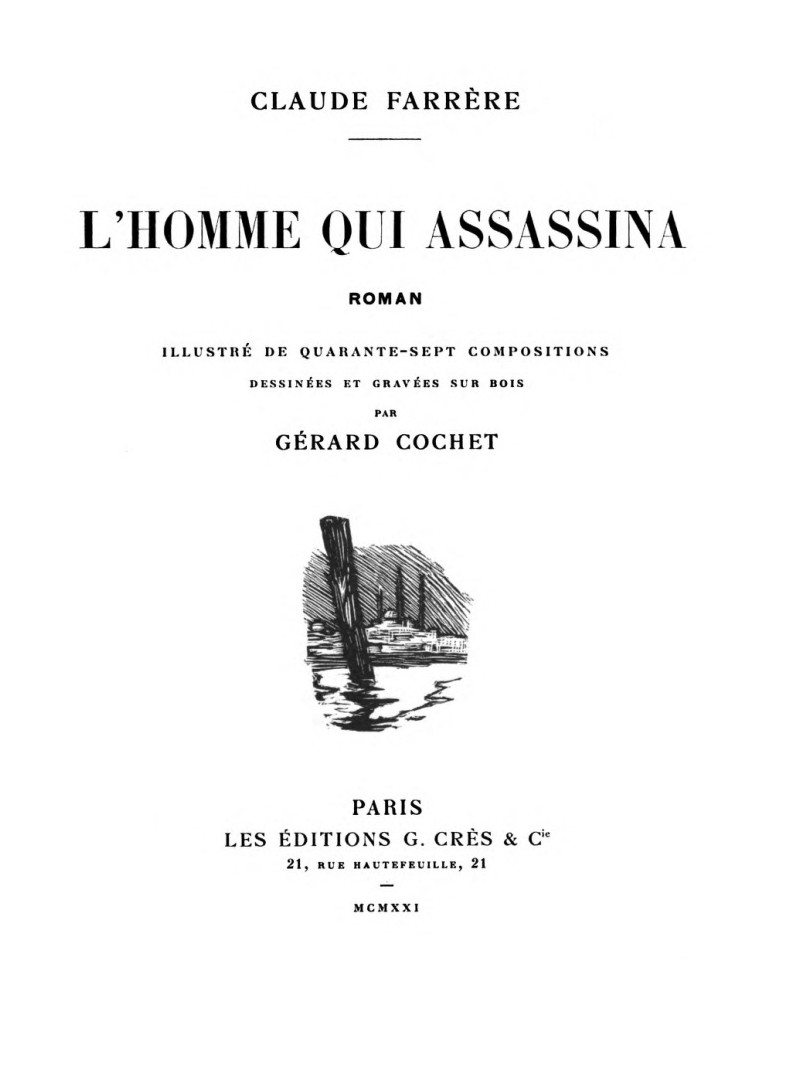 CLAUDE FARRÈRE
L'HOMME QUI ASSASSINA
ROMAN
ILLUSTRÉ DE QUARANTE-SEPT COMPOSITIONS
DESSINÉES ET GRAVÉES SUR BOIS
PAR
GÉRARD COCHET
PARIS
LES ÉDITIONS G. CRÈS & Cie
21, RUE HAUTEFEUILLE, 21
MCMXXI